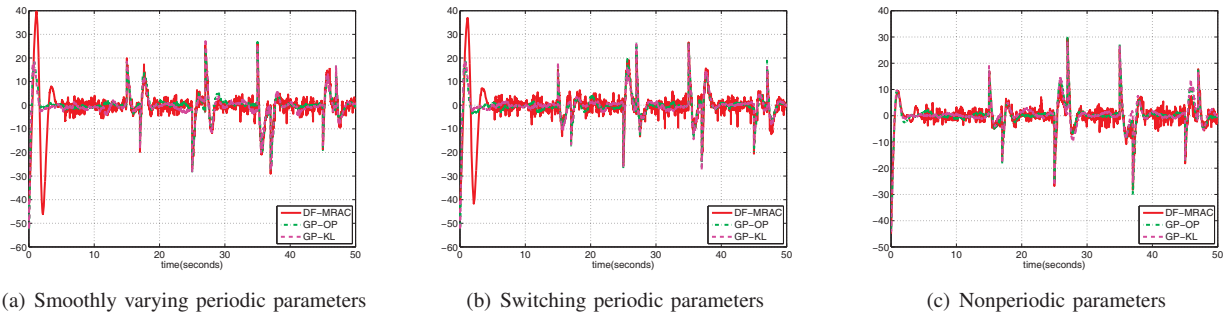 40
30
20
10
0
−10
−20
−30
−40
−50
−60
0 10 20 30 40 50
time(seconds)
DF−MRAC
GP−OP
GP−KL
(a) Smoothly varying periodic parameters
40
30
20
10
0
−10
−20
−30
−40
−50
−60
0 10 20 30 40 50
time(seconds)
DF−MRAC
GP−OP
GP−KL
(b) Switching periodic parameters
40
30
20
10
0
−10
−20
−30
−40
−50
0 10 20 30 40 50
time(seconds)
DF−MRAC
GP−OP
GP−KL
(c) Nonperiodic parameters